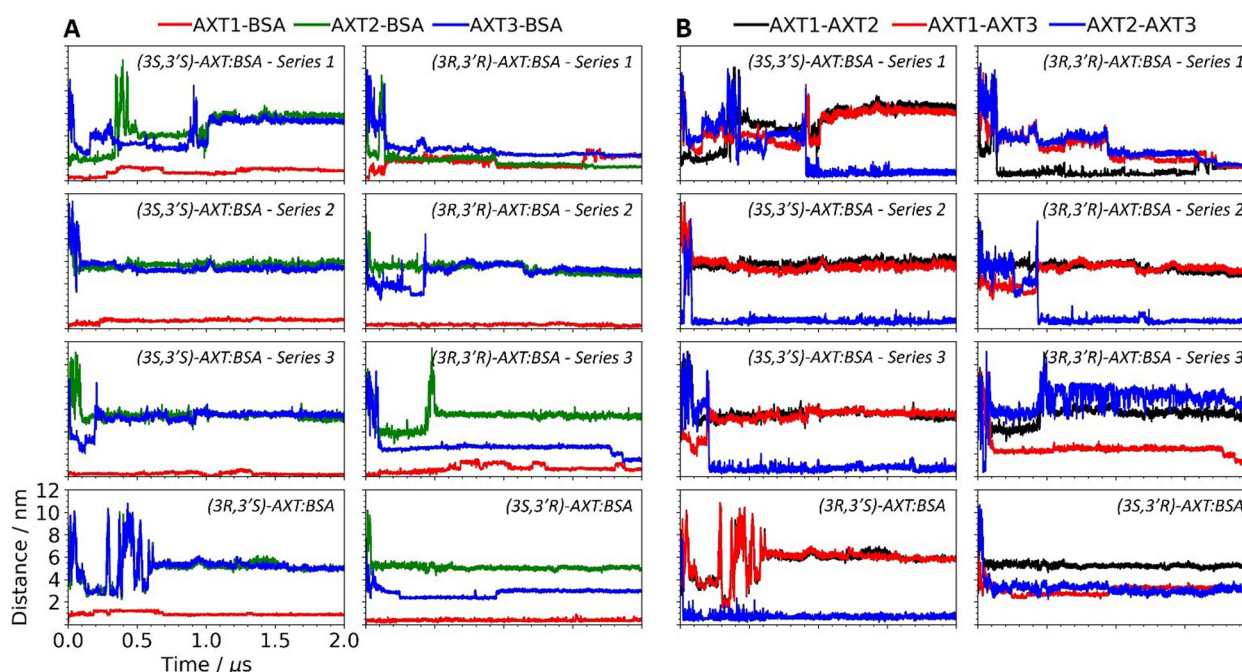 A
AXT1-BSA AXT2-BSA AXT3-BSA
B
AXT1-AXT2 AXT1-AXT3 AXT2-AXT3
(3S,3’S)-AXT:BSA - Series 1
(3R,3’R)-AXT:BSA - Series 1
(3S,3’S)-AXT:BSA - Series 1
(3R,3’R)-AXT:BSA - Series 1
(3S,3’S)-AXT:BSA - Series 2
(3R,3’R)-AXT:BSA - Series 2
(3S,3’S)-AXT:BSA - Series 2
(3R,3’R)-AXT:BSA - Series 2
(3S,3’S)-AXT:BSA - Series 3
(3R,3’R)-AXT:BSA - Series 3
(3S,3’S)-AXT:BSA - Series 3
(3R,3’R)-AXT:BSA - Series 3
(3R,3’S)-AXT:BSA
(3S,3’R)-AXT:BSA
(3R,3’S)-AXT:BSA
(3S,3’R)-AXT:BSA
Distance / nm
12
10
8
6
4
2
0.0 0.5 1.0 1.5 2.0
Time / μs